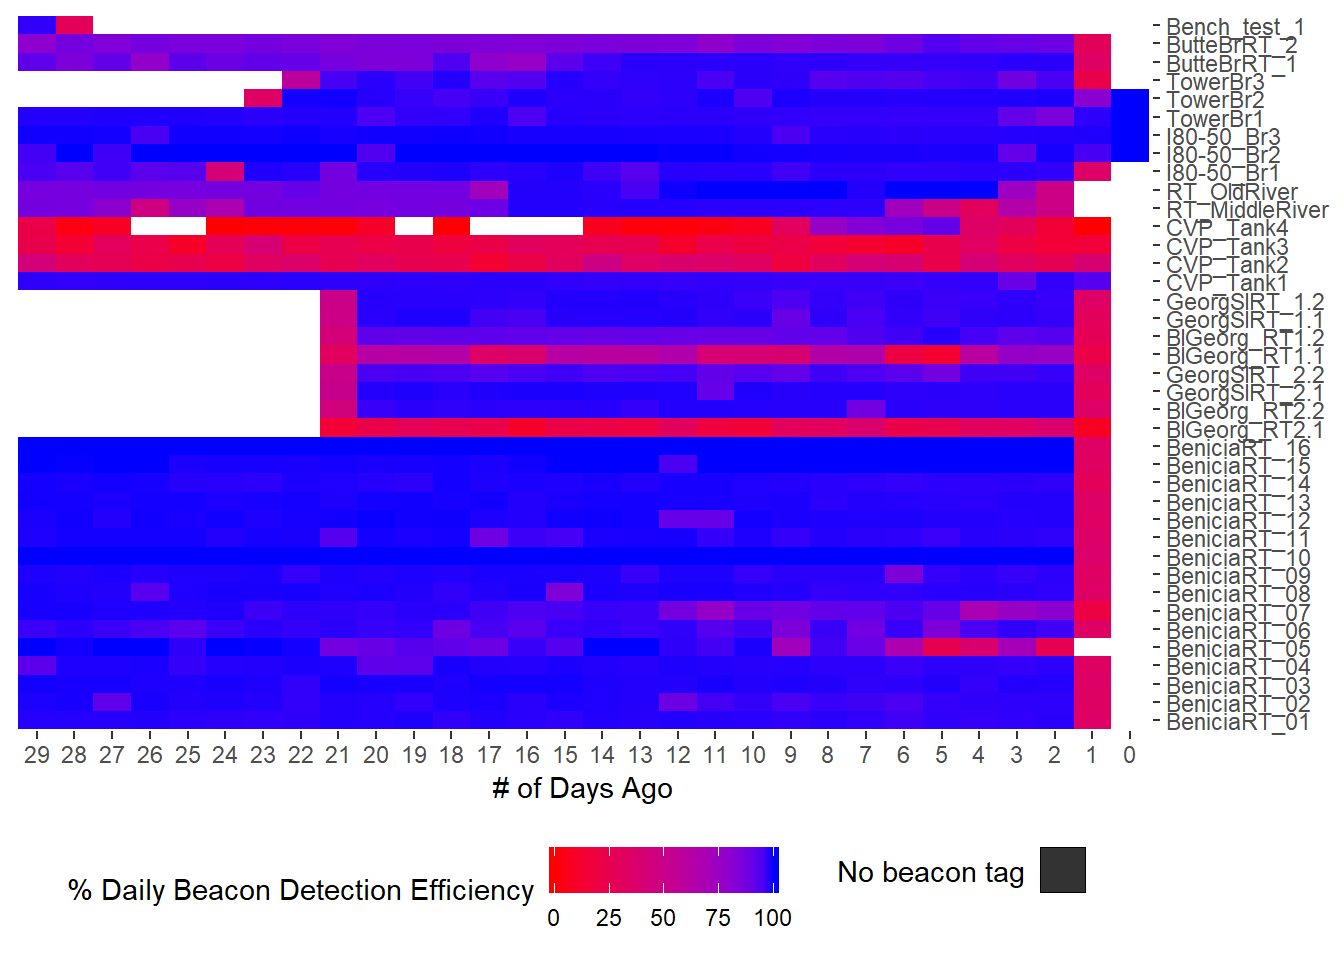 Bench_test_1
ButteBrRT_2
ButteBrRT_1
TowerBr3
TowerBr2
TowerBr1
I80-50_Br3
I80-50_Br2
I80-50_Br1
RT_OldRiver
RT_MiddleRiver
CVP_Tank4
CVP_Tank3
CVP_Tank2
CVP_Tank1
GeorgSlRT_1.2
GeorgSlRT_1.1
BlGeorg_RT1.2
BlGeorg_RT1.1
GeorgSlRT_2.2
GeorgSlRT_2.1
BlGeorg_RT2.2
BlGeorg_RT2.1
BeniciaRT_16
BeniciaRT_15
BeniciaRT_14
BeniciaRT_13
BeniciaRT_12
BeniciaRT_11
BeniciaRT_10
BeniciaRT_09
BeniciaRT_08
BeniciaRT_07
BeniciaRT_06
BeniciaRT_05
BeniciaRT_04
BeniciaRT_03
BeniciaRT_02
BeniciaRT_01
29 28 27 26 25 24 23 22 21 20 19 18 17 16 15 14 13 12 11 10 9 8 7 6 5 4 3 2 1 0
# of Days Ago
% Daily Beacon Detection Efficiency
0 25 50 75 100
No beacon tag